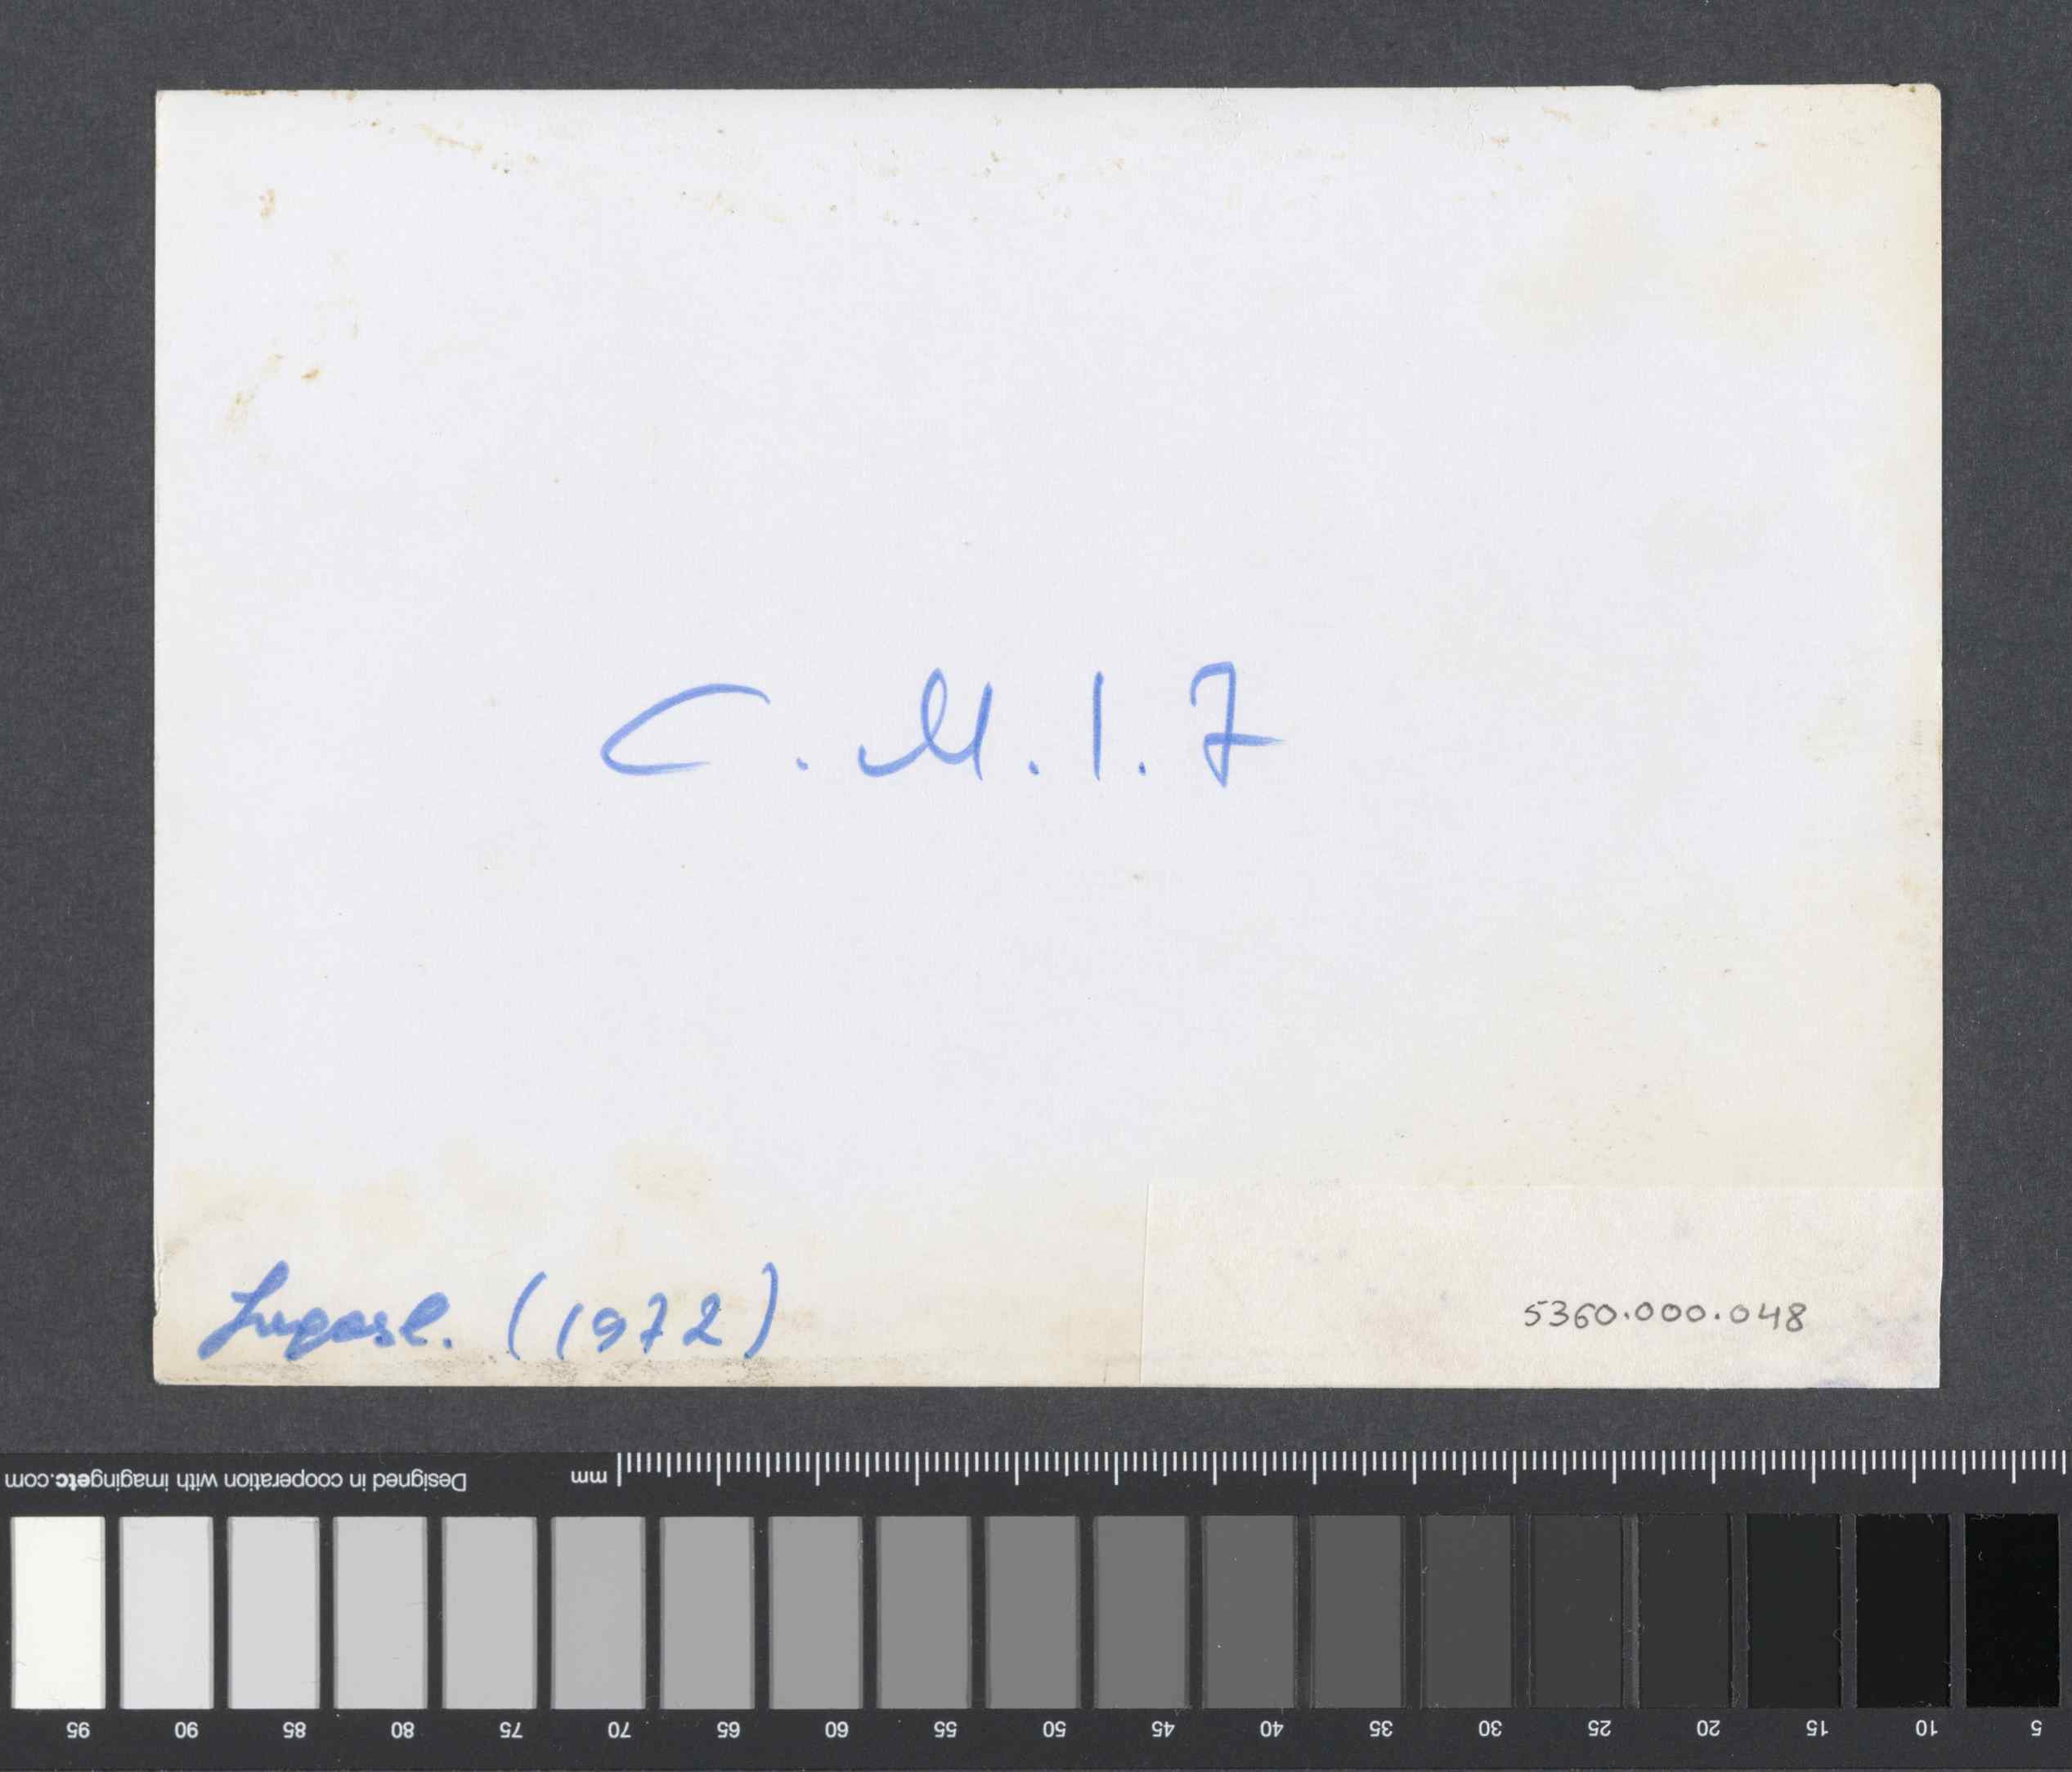 C. M. 1. 7
Jugosl. (1972)
5360.000.048
mm
Designed in cooperation with imagingetc.com
95 90 85 80 75 70 65 60 55 50 45 40 35 30 25 20 15 10 5